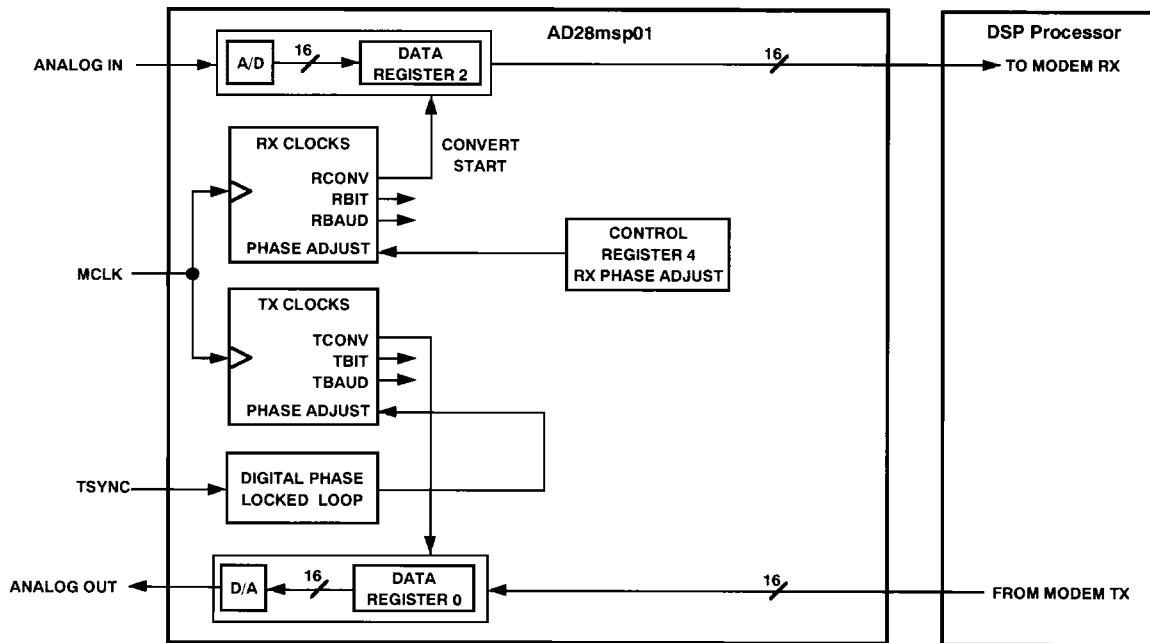 AD28msp01
DSP Processor
ANALOG IN
A/D
16
DATA
REGISTER 2
16
TO MODEM RX
RX CLOCKS
RCONV
RBIT
RBAUD
PHASE ADJUST
CONVERT
START
CONTROL
REGISTER 4
RX PHASE ADJUST
MCLK
TX CLOCKS
TCONV
TBIT
TBAUD
PHASE ADJUST
TSYNC
DIGITAL PHASE
LOCKED LOOP
ANALOG OUT
D/A
16
DATA
REGISTER 0
16
FROM MODEM TX